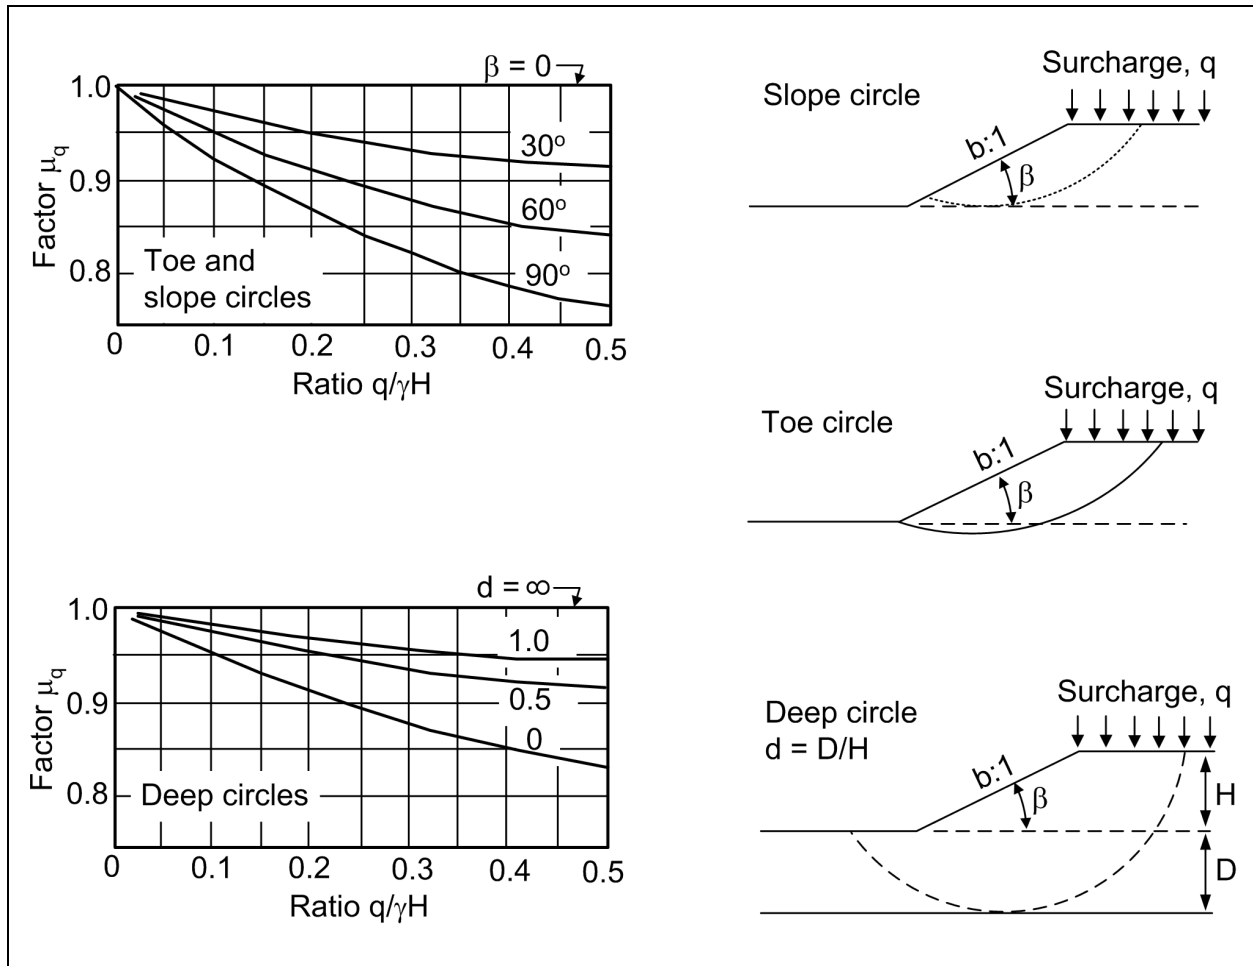 β = 0
1.0
0.9
0.8
Factor μq
30º
60º
90º
Toe and
slope circles
0
0.1
0.2
0.3
0.4
0.5
Ratio q/γH
Slope circle
Surcharge, q
b:1
β
Toe circle
Surcharge, q
b:1
β
d = ∞
1.0
0.9
0.8
Factor μq
1.0
0.5
0
Deep circles
0
0.1
0.2
0.3
0.4
0.5
Ratio q/γH
Deep circle
d = D/H
Surcharge, q
b:1
β
H
D